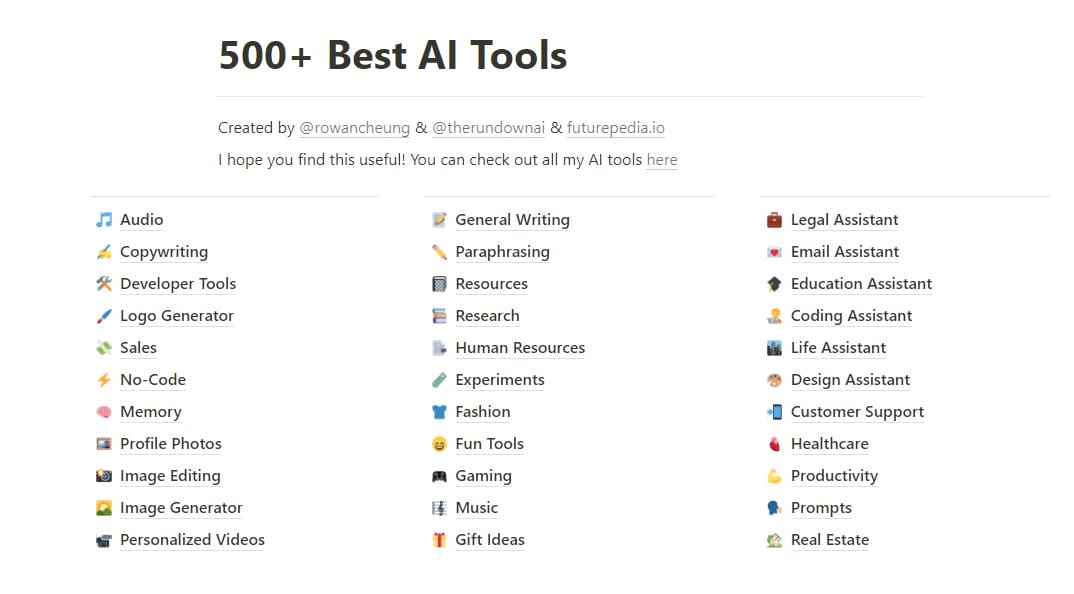 500+ Best AI Tools
Created by @rowancheung & @therundownai & futurepedia.io
I hope you find this useful! You can check out all my AI tools here
Audio
Copywriting
Developer Tools
Logo Generator
Sales
No-Code
Memory
Profile Photos
Image Editing
Image Generator
Personalized Videos
General Writing
Paraphrasing
Resources
Research
Human Resources
Experiments
Fashion
Fun Tools
Gaming
Music
Gift Ideas
Legal Assistant
Email Assistant
Education Assistant
Coding Assistant
Life Assistant
Design Assistant
Customer Support
Healthcare
Productivity
Prompts
Real Estate